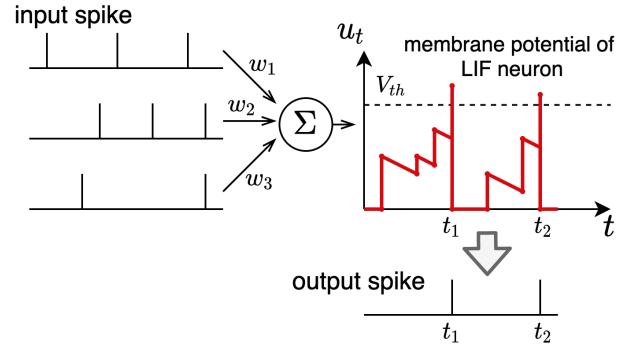 input spike
w₁
w₂
w₃
Σ
uₜ
membrane potential of
LIF neuron
Vₜₕ
t₁
t₂
t
output spike
t₁
t₂